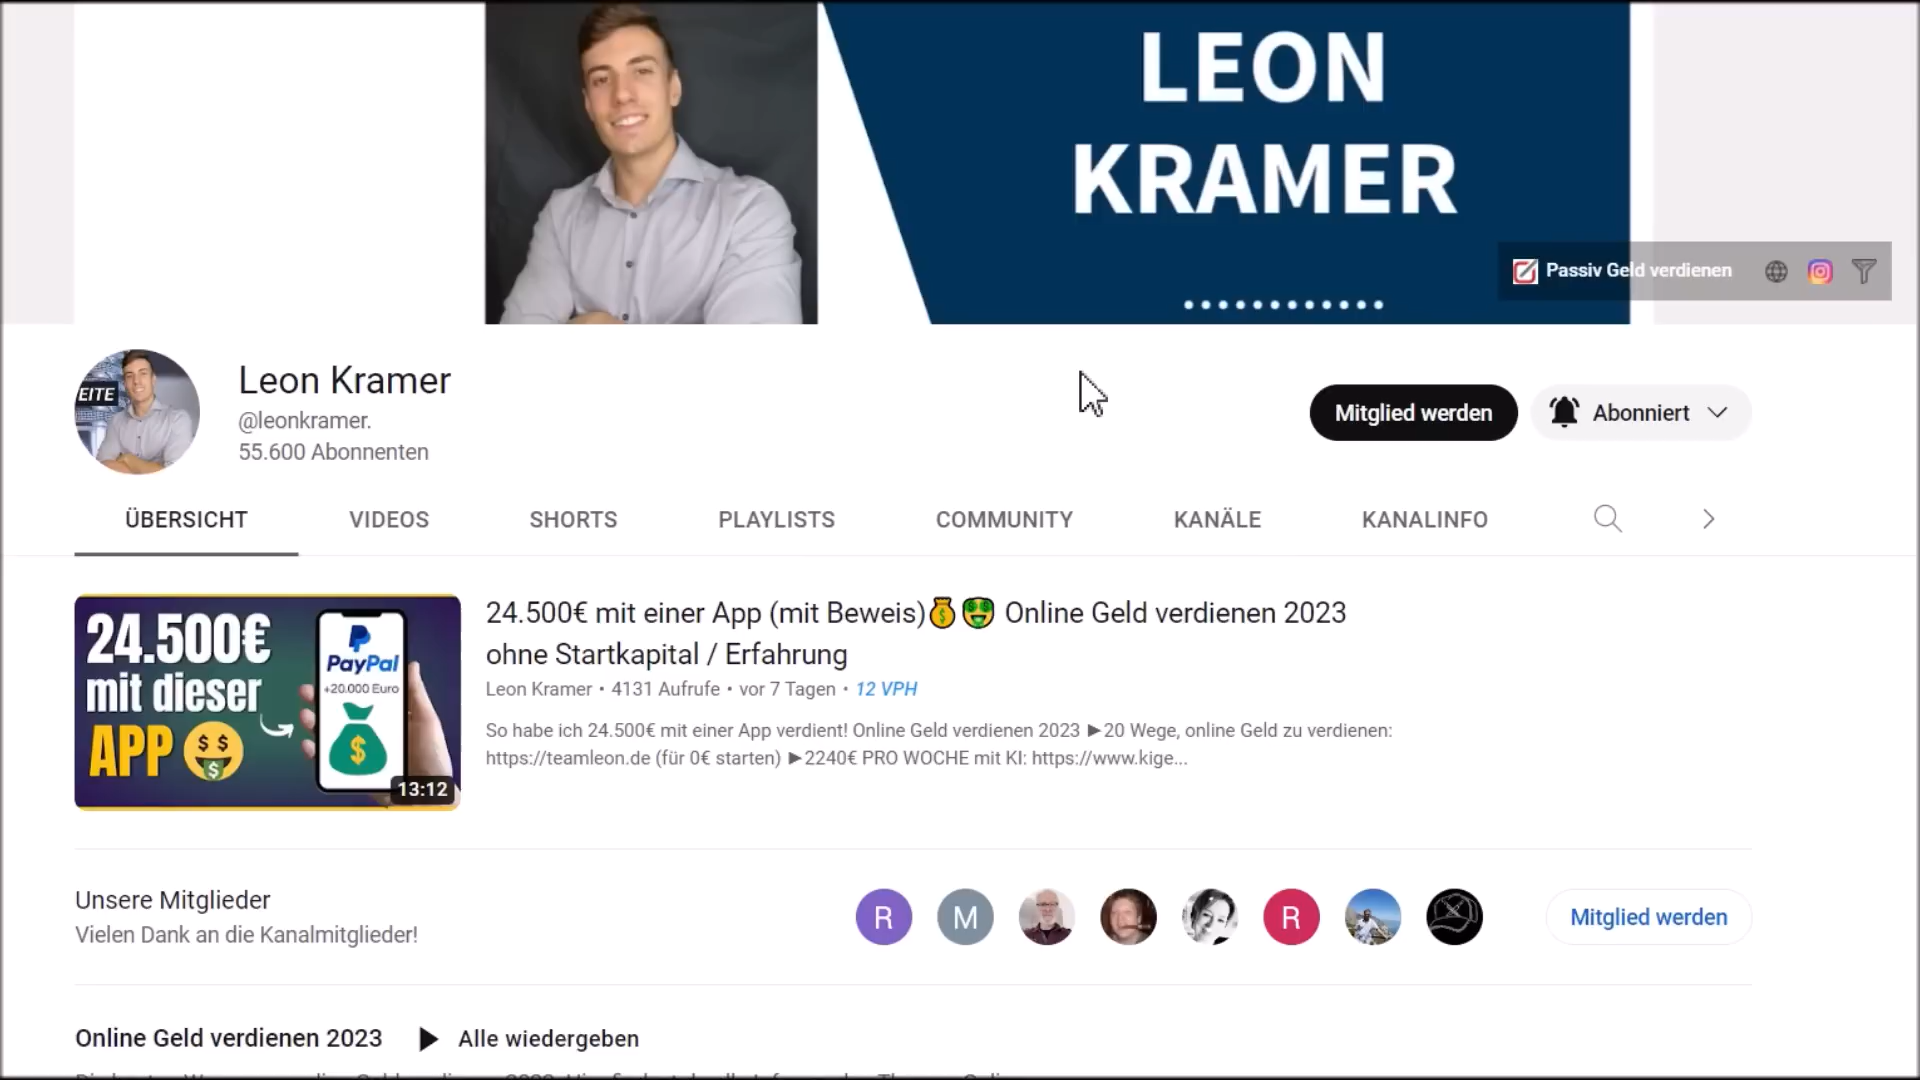 LEON
KRAMER
Passiv Geld verdienen
EITE
Leon Kramer
@leonkramer.
55.600 Abonnenten
Mitglied werden
Abonniert
ÜBERSICHT VIDEOS SHORTS PLAYLISTS COMMUNITY KANÄLE KANALINFO
24.500€
mit dieser
APP
PayPal
+20.000 Euro
13:12
24.500€ mit einer App (mit Beweis)💰🤑 Online Geld verdienen 2023
ohne Startkapital / Erfahrung
Leon Kramer • 4131 Aufrufe • vor 7 Tagen • 12 VPH
So habe ich 24.500€ mit einer App verdient! Online Geld verdienen 2023 ►20 Wege, online Geld zu verdienen:
https://teamleon.de (für 0€ starten) ►2240€ PRO WOCHE mit KI: https://www.kige...
Unsere Mitglieder
Vielen Dank an die Kanalmitglieder!
R M R
Mitglied werden
Online Geld verdienen 2023 Alle wiedergeben